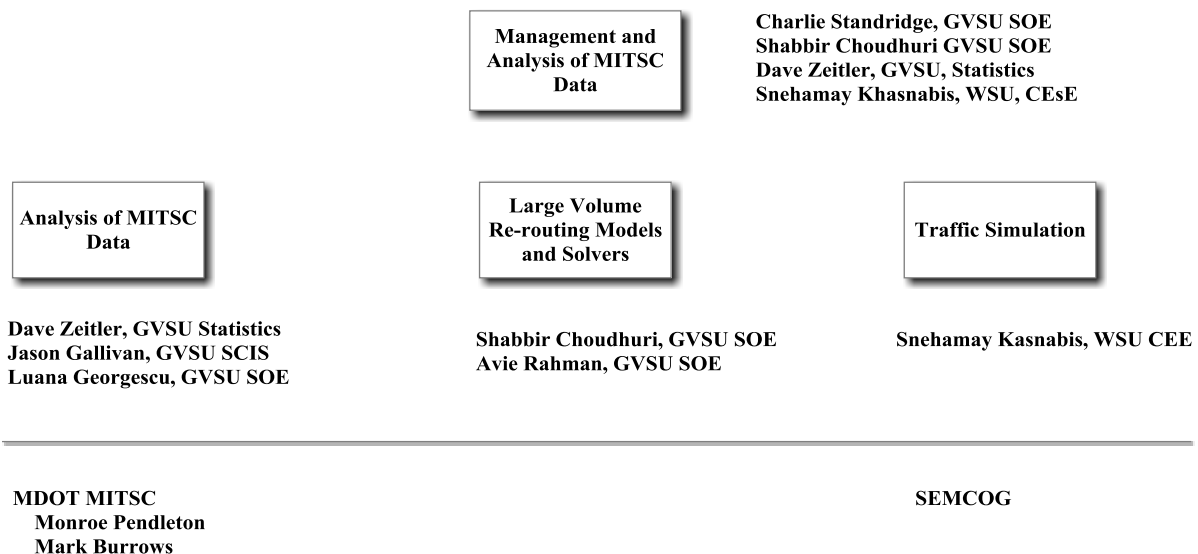 Management and
Analysis of MITSC
Data
Charlie Standridge, GVSU SOE
Shabbir Choudhuri GVSU SOE
Dave Zeitler, GVSU, Statistics
Snehamay Khasnabis, WSU, CEsE
Analysis of MITSC
Data
Large Volume
Re-routing Models
and Solvers
Traffic Simulation
Dave Zeitler, GVSU Statistics
Jason Gallivan, GVSU SCIS
Luana Georgescu, GVSU SOE
Shabbir Choudhuri, GVSU SOE
Avie Rahman, GVSU SOE
Snehamay Kasnabis, WSU CEE
MDOT MITSC
Monroe Pendleton
Mark Burrows
SEMCOG